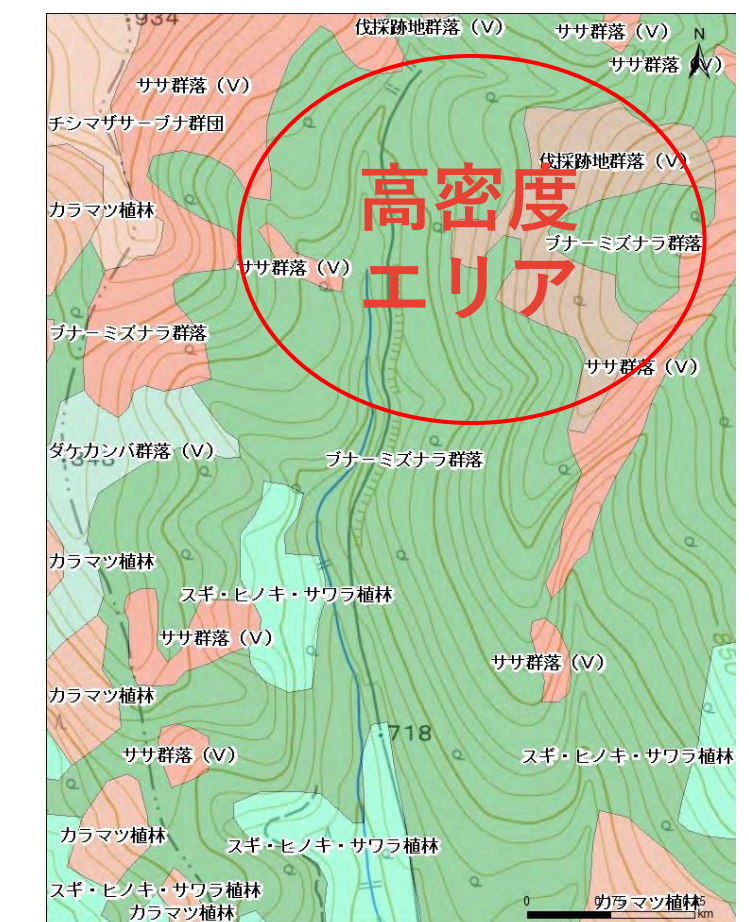 934
伐採跡地群落（Ⅴ）
ササ群落（Ⅴ）
N
ササ群落（Ⅴ）
ササ群落（Ⅴ）
チシマザサーブナ群団
伐採跡地群落（Ⅴ）
高密度
エリア
カラマツ植林
ブナーミズナラ群落
ササ群落（Ⅴ）
ブナーミズナラ群落
ササ群落（Ⅴ）
ダケカンバ群落（Ⅴ）
ブナーミズナラ群落
カラマツ植林
スギ・ヒノキ・サワラ植林
ササ群落（Ⅴ）
ササ群落（Ⅴ）
850
カラマツ植林
718
ササ群落（Ⅴ）
スギ・ヒノキ・サワラ植林
カラマツ植林
スギ・ヒノキ・サワラ植林
スギ・ヒノキ・サワラ植林
カラマツ植林
0
カラマツ植林
km